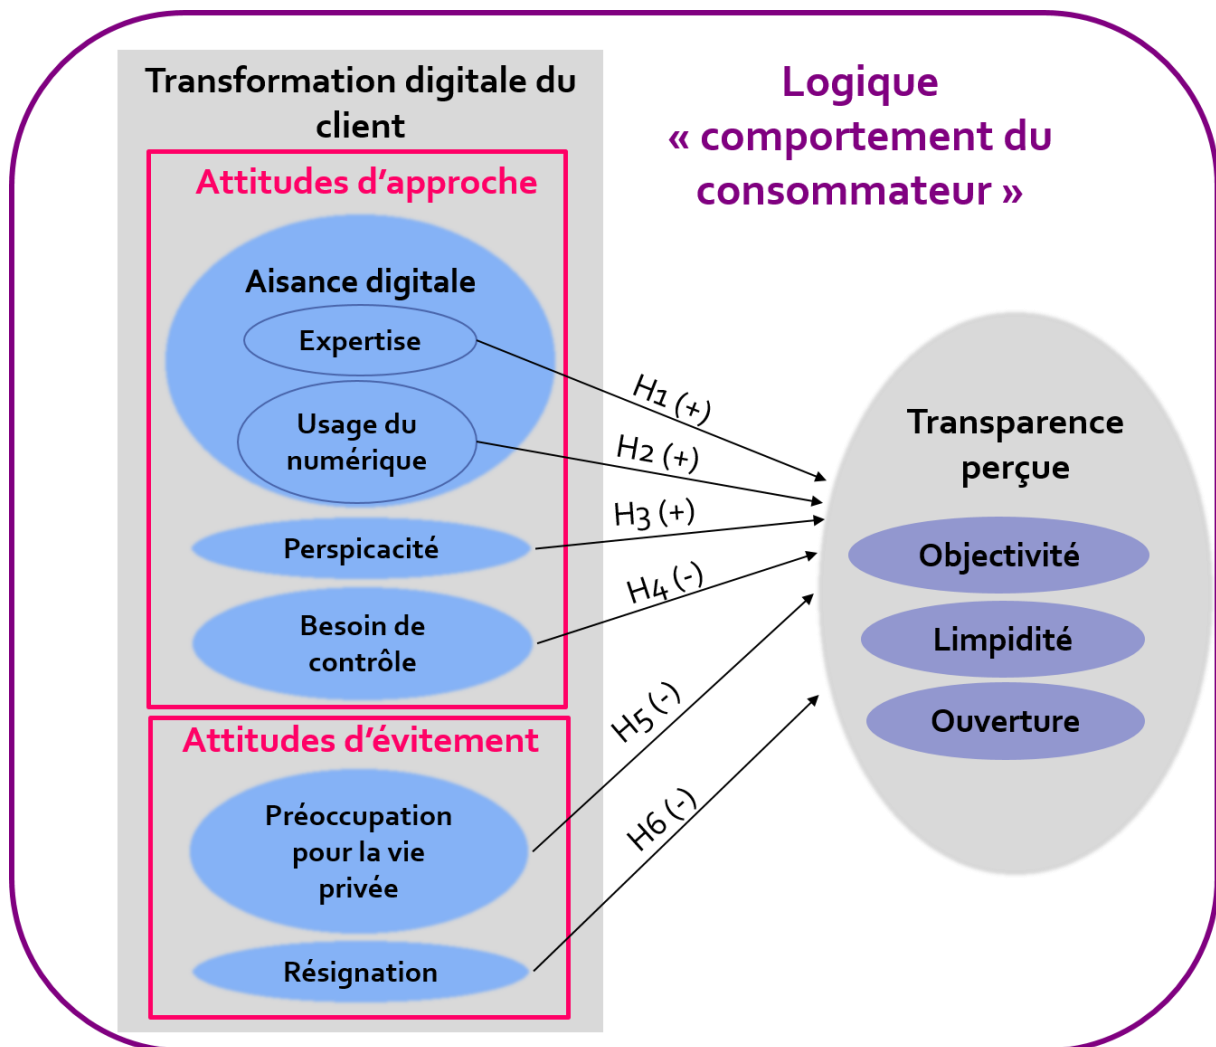 Transformation digitale du
client
Logique
« comportement du
consommateur »
Attitudes d’approche
Aisance digitale
Expertise
Usage du
numérique
Perspicacité
Besoin de
contrôle
Attitudes d’évitement
Préoccupation
pour la vie
privée
Résignation
H1 (+)
H2 (+)
H3 (+)
H4 (-)
H5 (-)
H6 (-)
Transparence
perçue
Objectivité
Limpidité
Ouverture